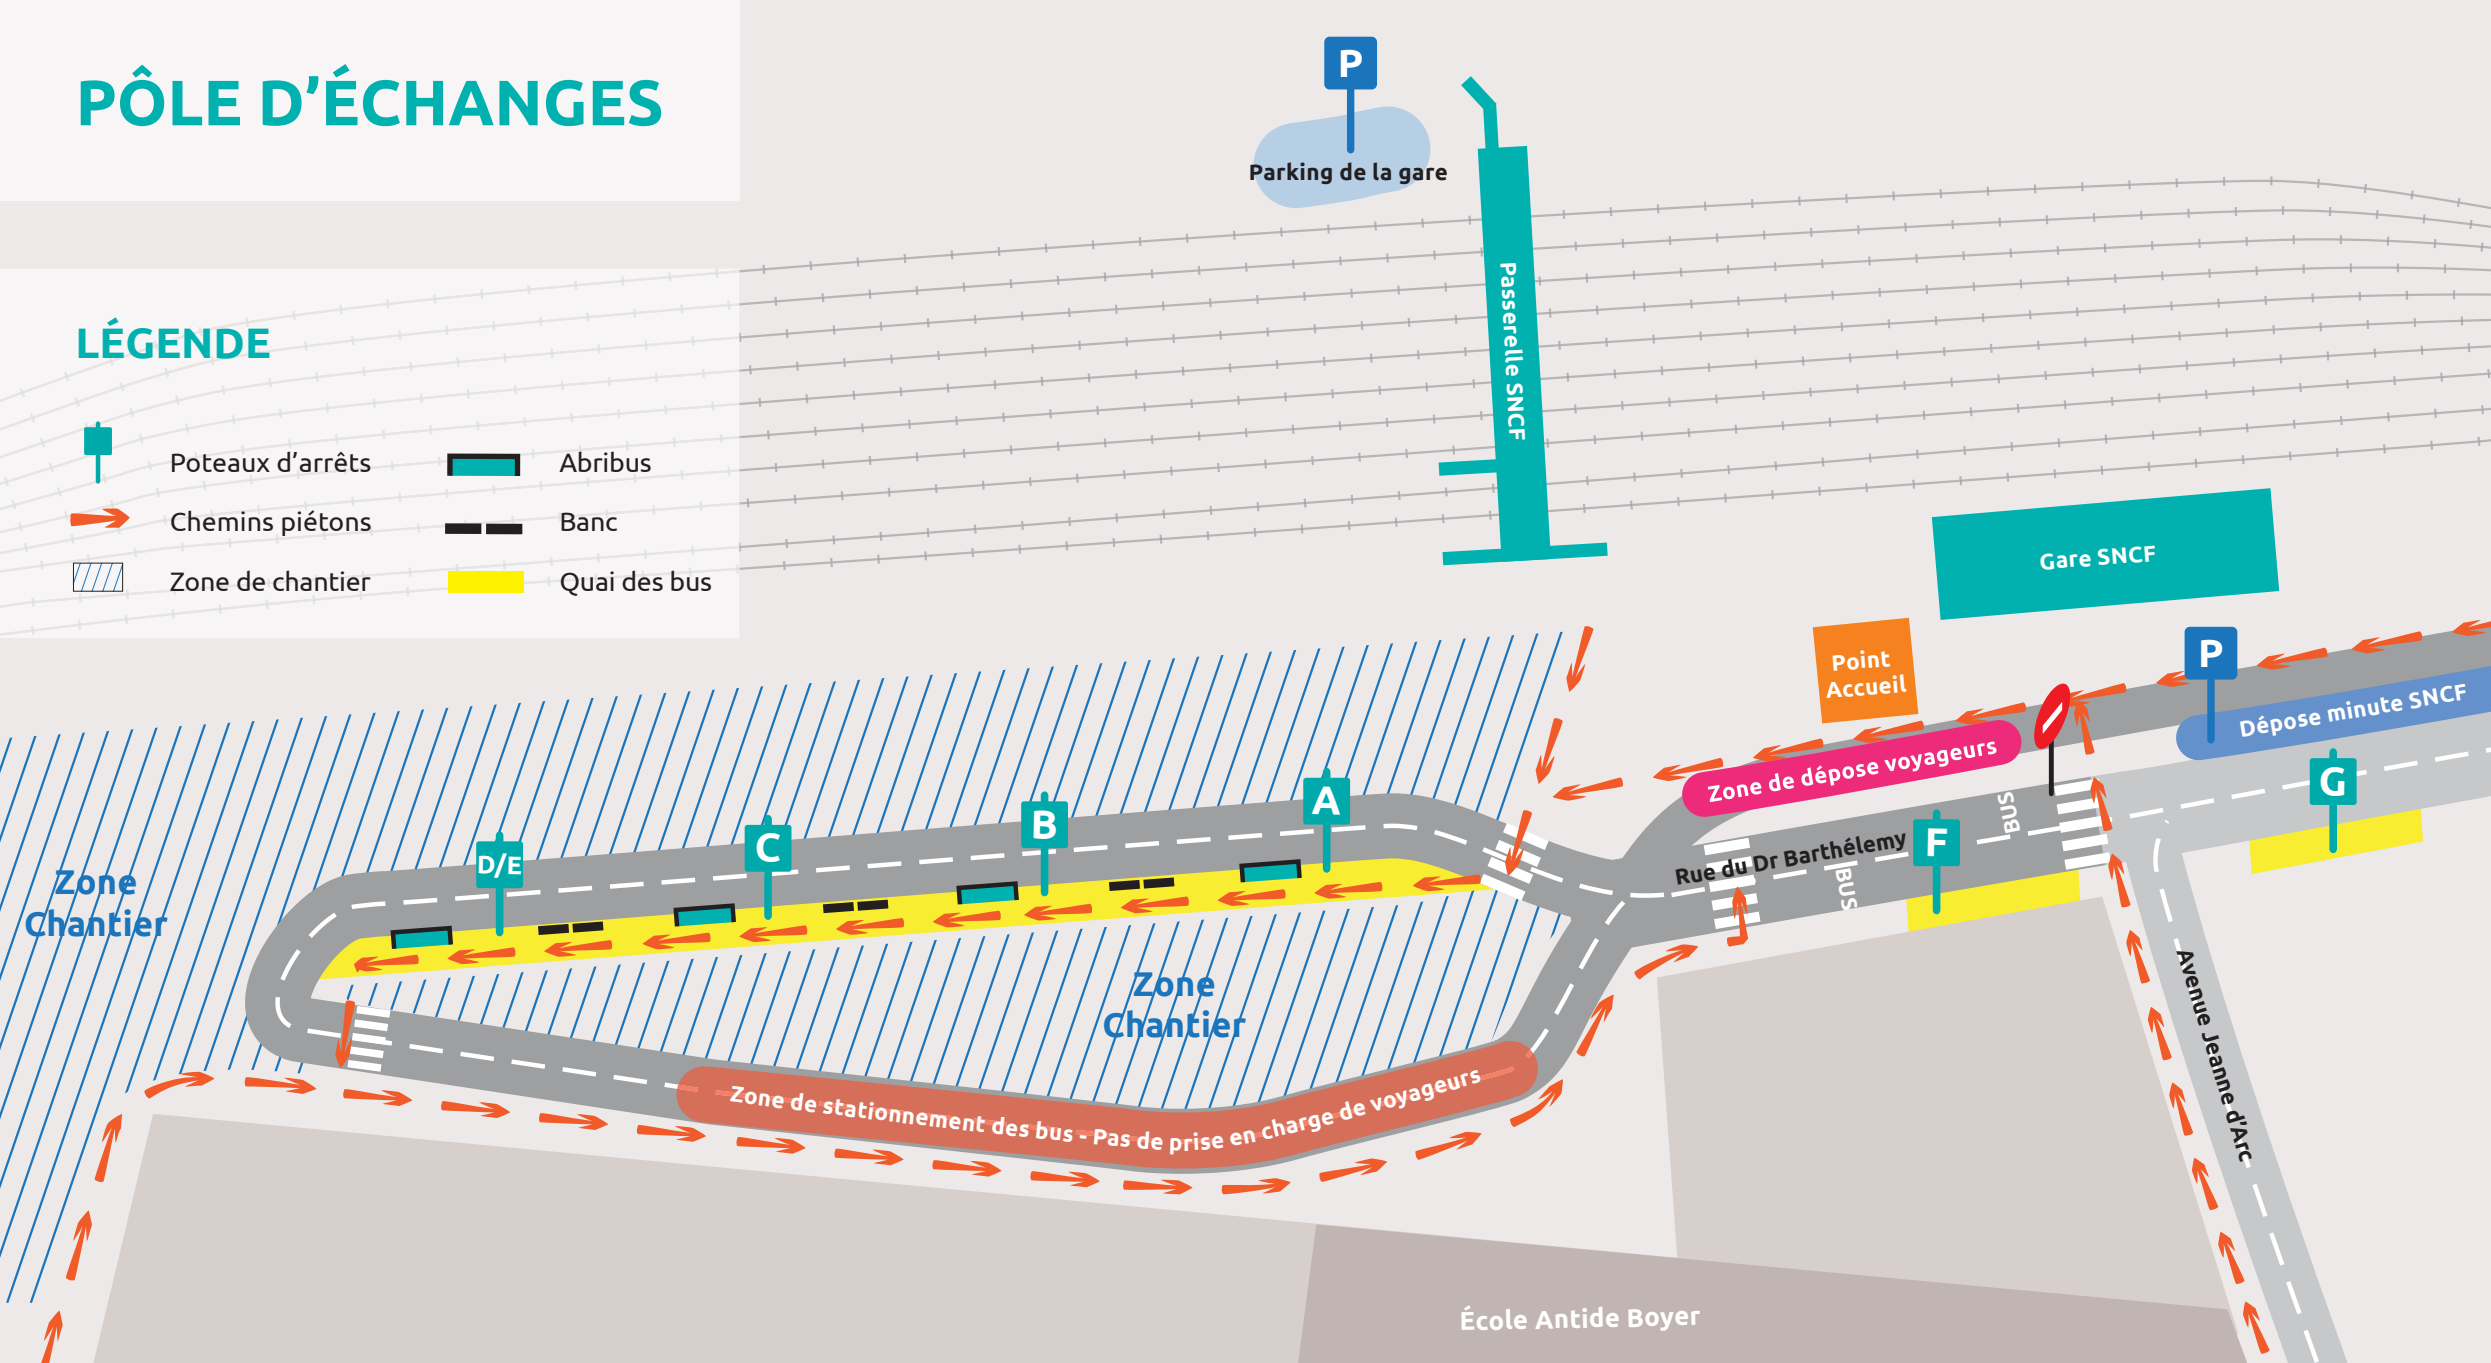 PÔLE D’ÉCHANGES
P
Parking de la gare
Passerelle SNCF
LÉGENDE
Poteaux d’arrêts
Abribus
Chemins piétons
Banc
Zone de chantier
Quai des bus
Gare SNCF
Point
Accueil
P
Dépose minute SNCF
Zone de dépose voyageurs
G
F
BUS
BUS
Rue du Dr Barthélemy
A
B
C
D/E
Zone
Chantier
Zone
Chantier
Avenue Jeanne d’Arc
Zone de stationnement des bus - Pas de prise en charge de voyageurs
École Antide Boyer